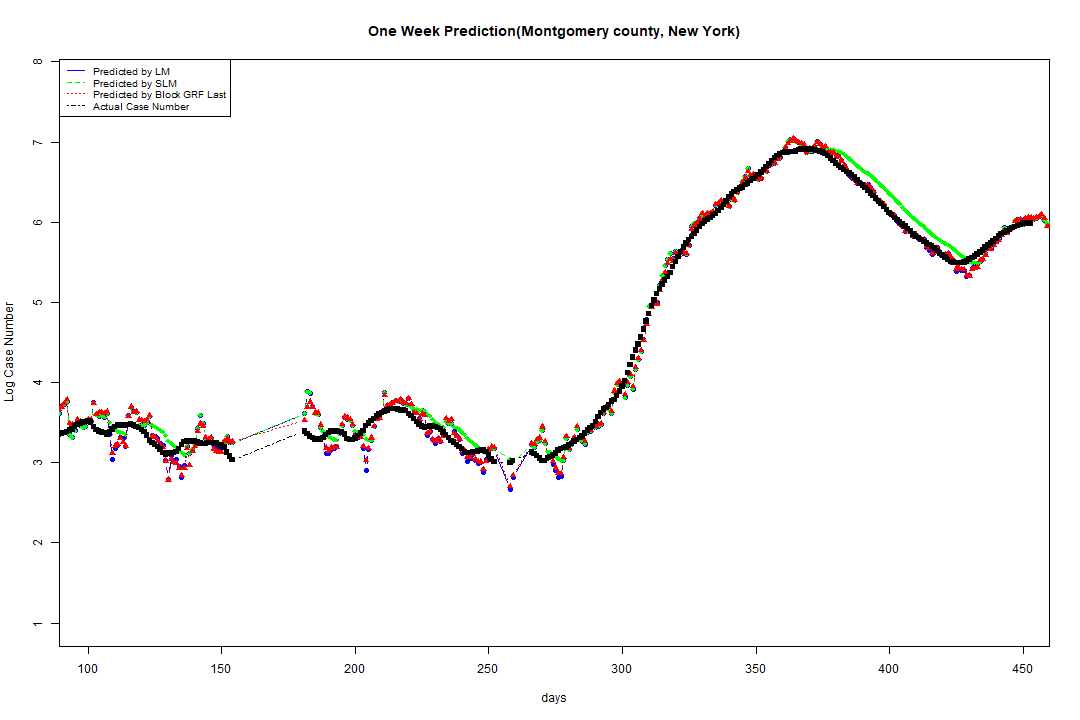 One Week Prediction(Montgomery county, New York)
Predicted by LM
Predicted by SLM
Predicted by Block GRF Last
Actual Case Number
8
7
6
5
4
3
2
1
Log Case Number
100 150 200 250 300 350 400 450
days